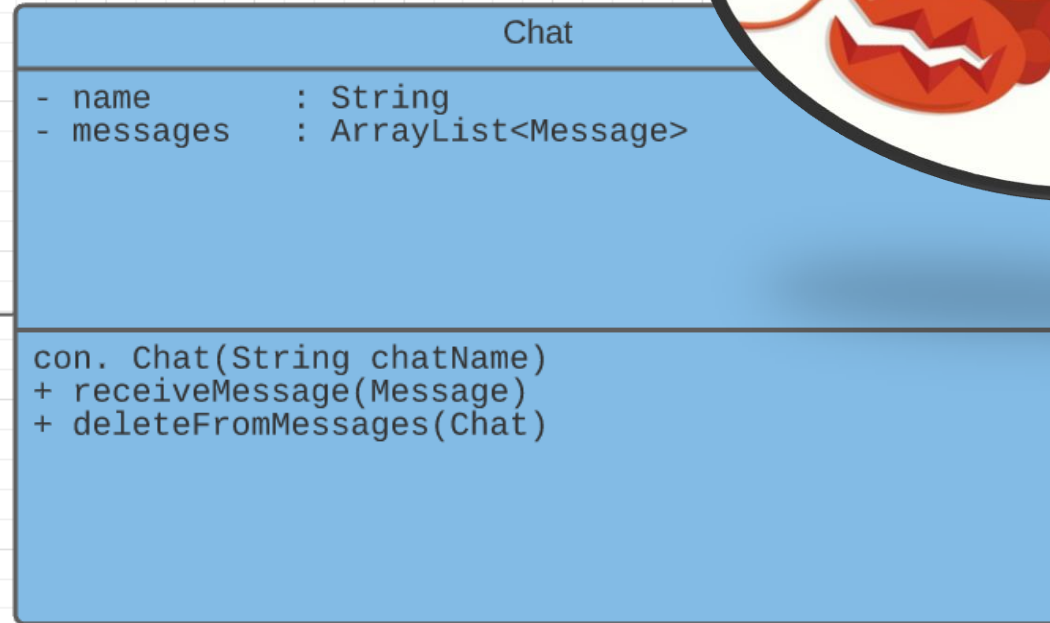 Chat
- name : String
- messages : ArrayList<Message>
con. Chat(String chatName)
+ receiveMessage(Message)
+ deleteFromMessages(Chat)